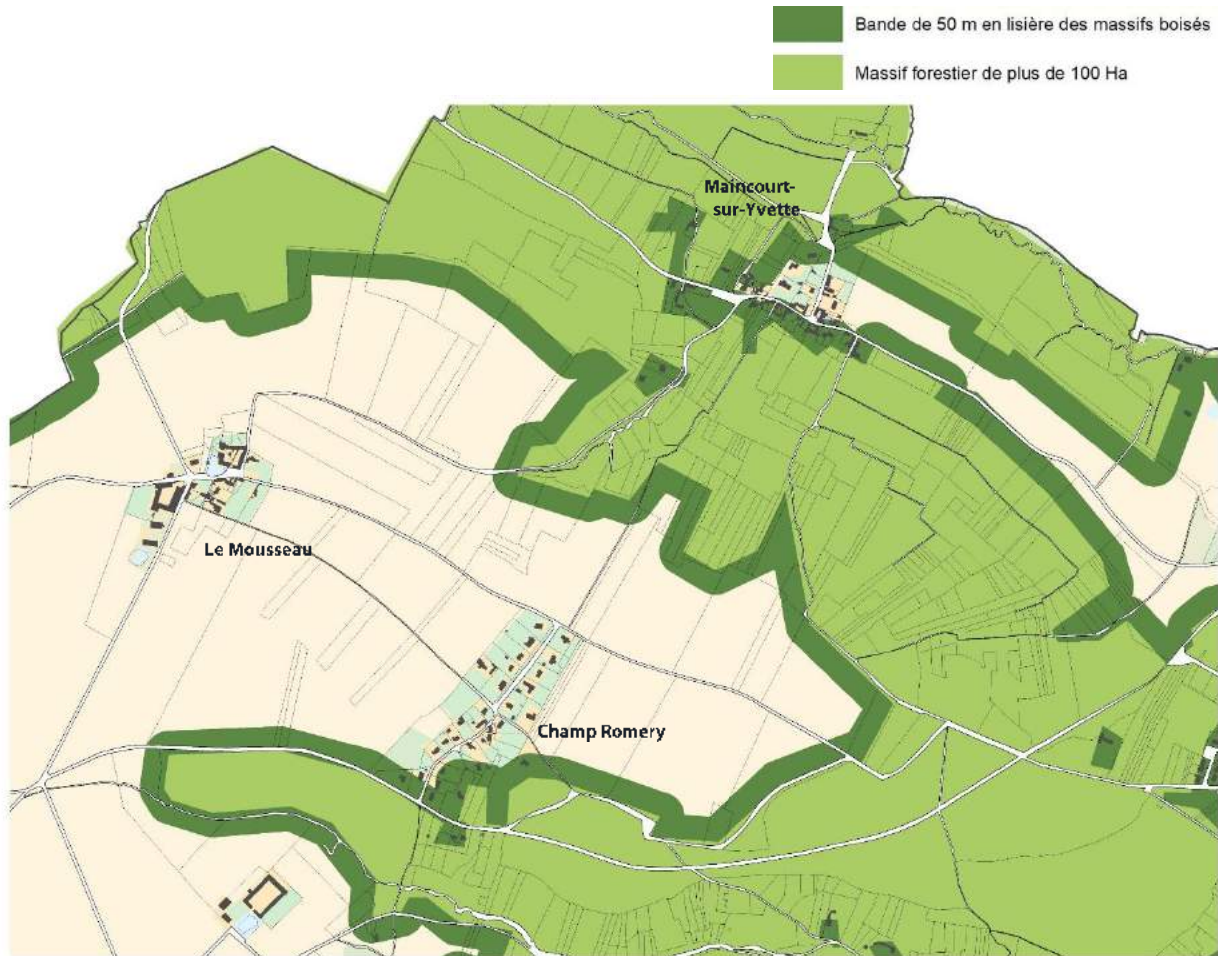 Bande de 50 m en lisière des massifs boisés
Massif forestier de plus de 100 Ha
Maincourt-
sur-Yvette
Le Mousseau
Champ Romery